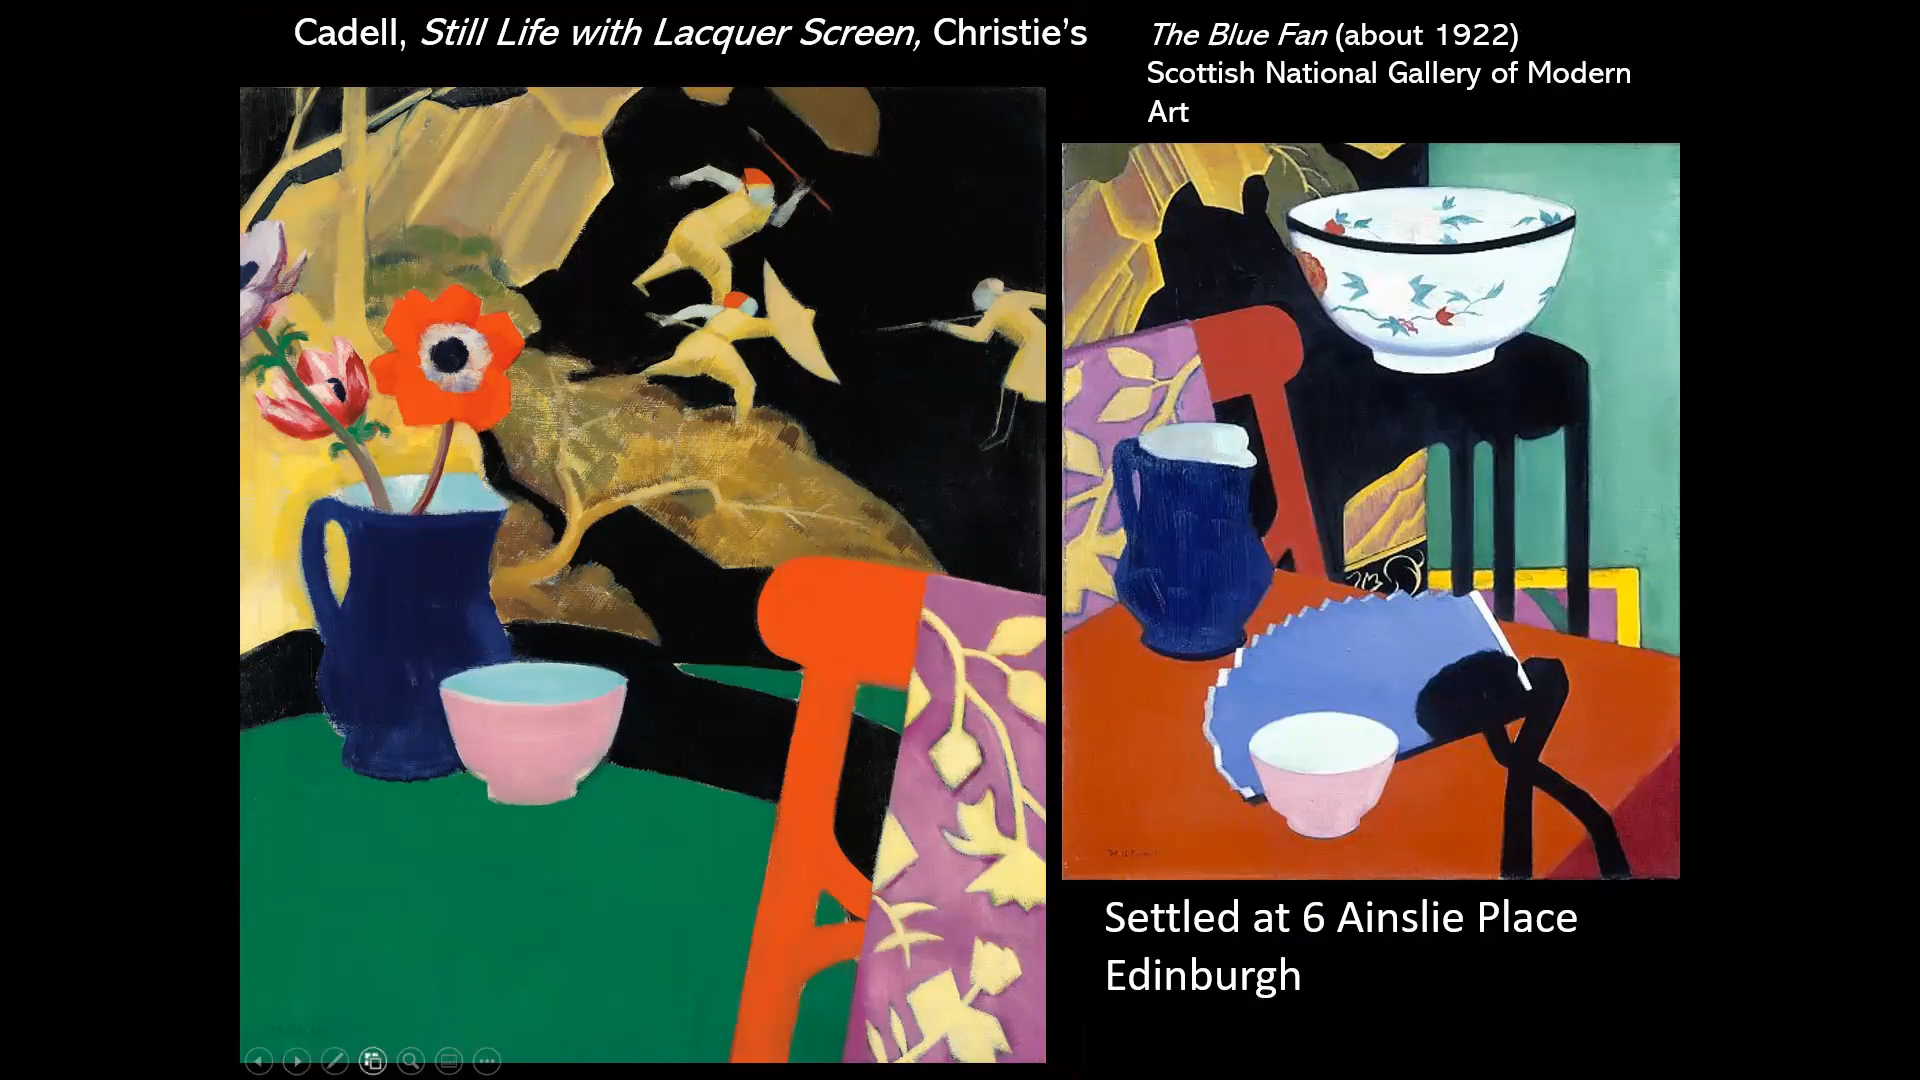 Cadell, Still Life with Lacquer Screen, Christie's
The Blue Fan (about 1922)
Scottish National Gallery of Modern
Art
Settled at 6 Ainslie Place
Edinburgh